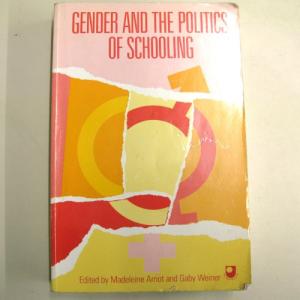 GENDER AND THE POLITICS
OF SCHOOLING
Edited by Madeleine Arnot and Gaby Weiner